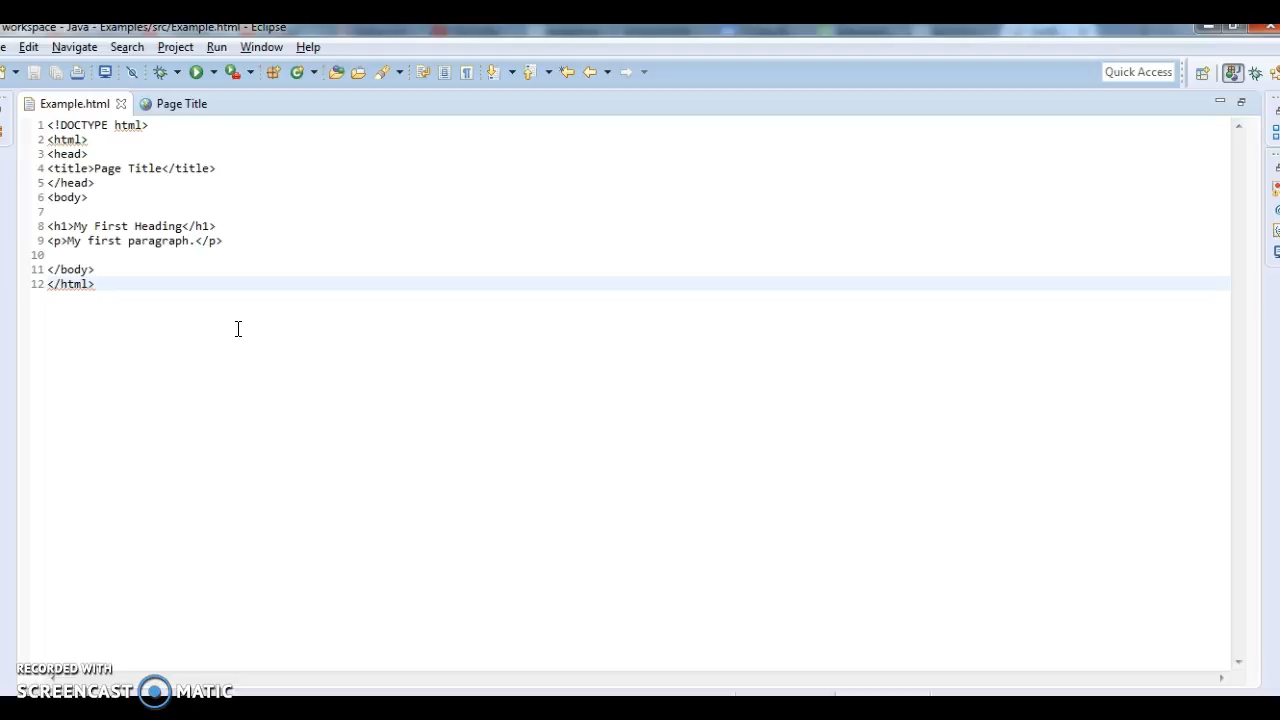 workspace - Java - Examples/src/Example.html - Eclipse
Edit Navigate Search Project Run Window Help
Quick Access
Example.html Page Title
1 <!DOCTYPE html>
2 <html>
3 <head>
4 <title>Page Title</title>
5 </head>
6 <body>
7
8 <h1>My First Heading</h1>
9 <p>My first paragraph.</p>
10
11 </body>
12 </html>
RECORDED WITH
SCREENCAST MATIC